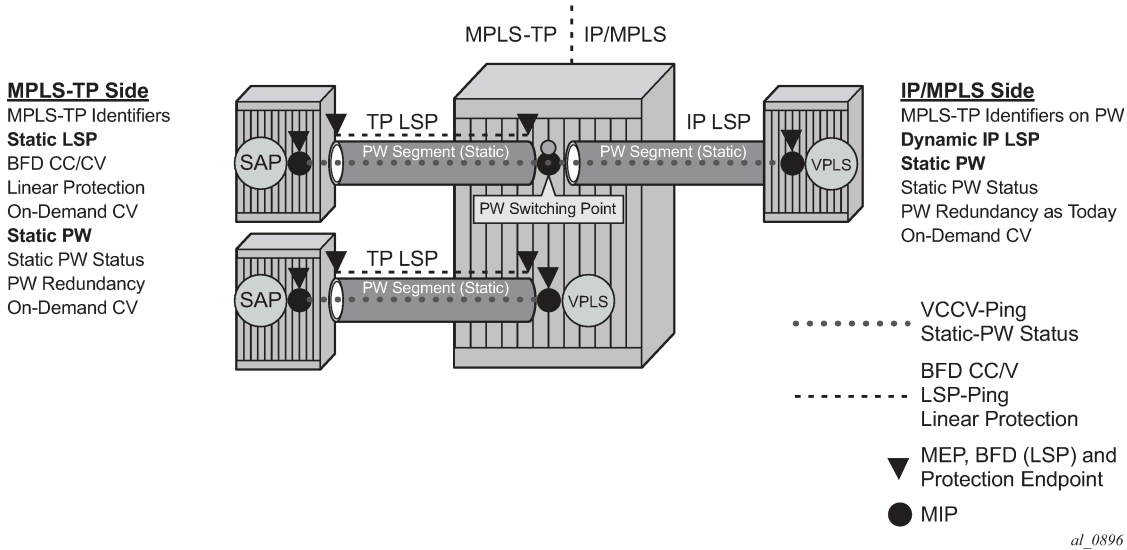 MPLS-TP IP/MPLS
MPLS-TP Side
MPLS-TP Identifiers
Static LSP
BFD CC/CV
Linear Protection
On-Demand CV
Static PW
Static PW Status
PW Redundancy
On-Demand CV
TP LSP
PW Segment (Static)
SAP
IP LSP
PW Segment (Static)
VPLS
PW Switching Point
TP LSP
PW Segment (Static)
SAP
VPLS
IP/MPLS Side
MPLS-TP Identifiers on PW
Dynamic IP LSP
Static PW
Static PW Status
PW Redundancy as Today
On-Demand CV
VCCV-Ping
Static-PW Status
BFD CC/V
LSP-Ping
Linear Protection
MEP, BFD (LSP) and
Protection Endpoint
MIP
al_0896